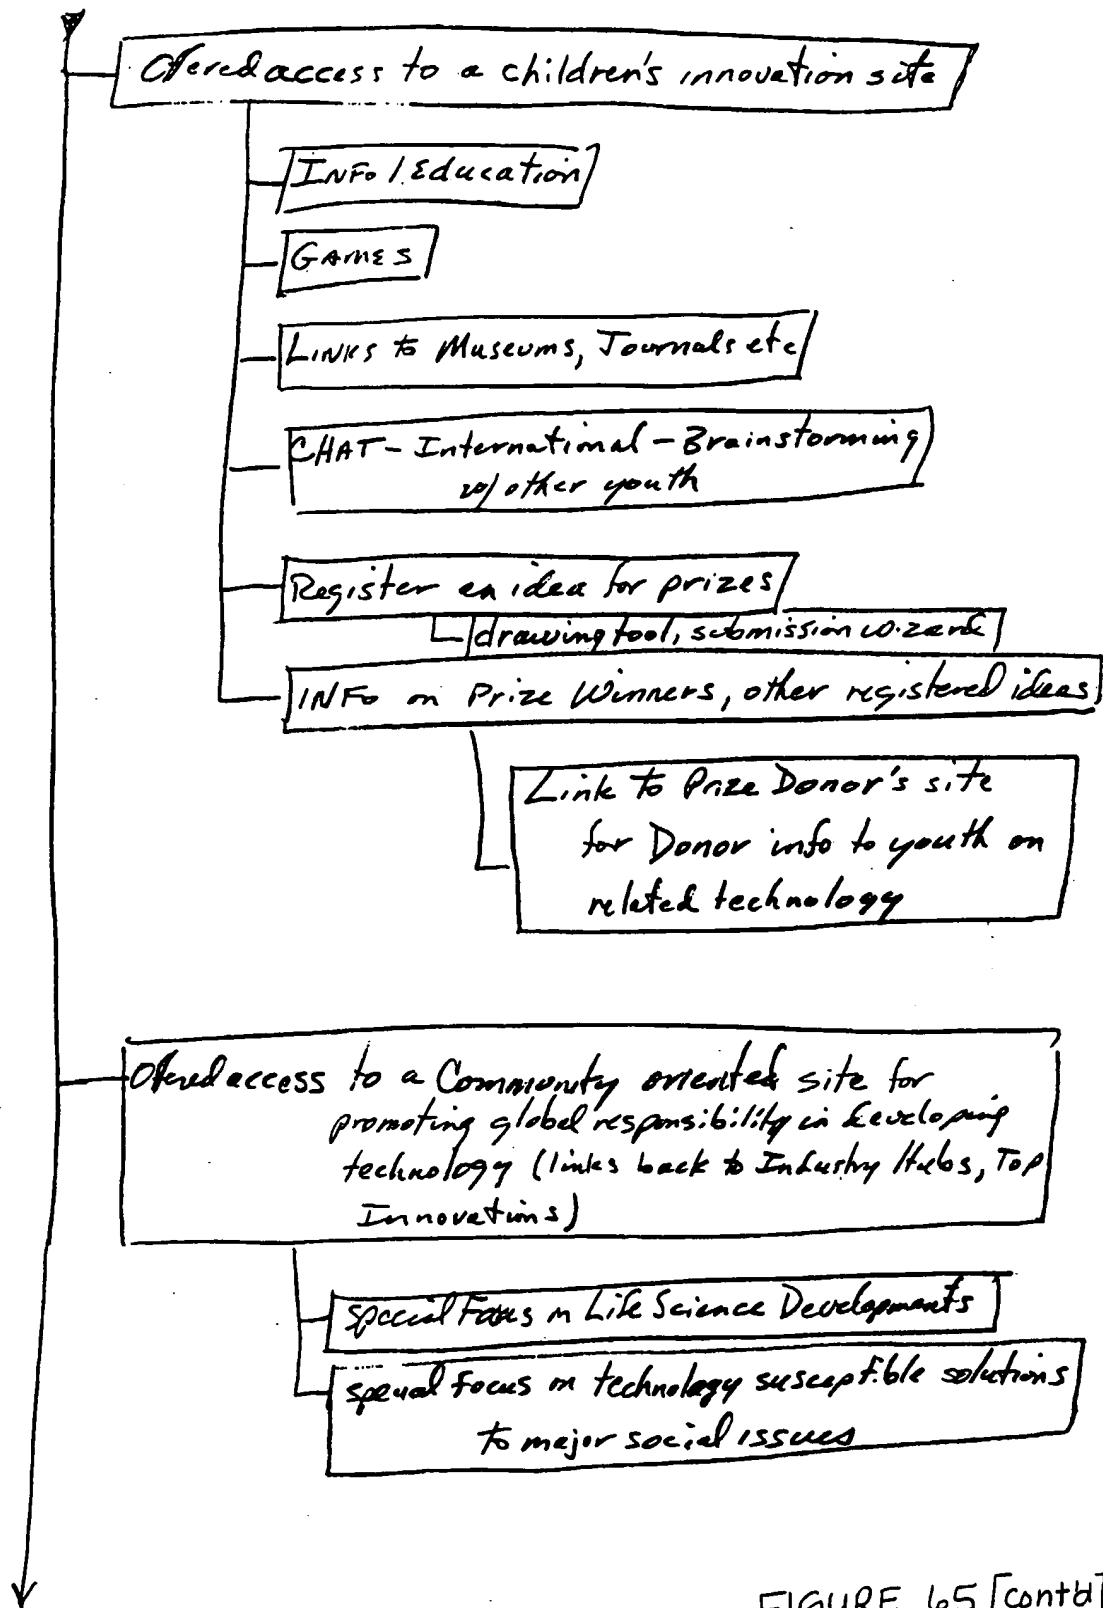 Offered access to a children's innovation site
INFO / Education
GAMES
LINKS to Museums, Journals etc
CHAT - International - Brainstorming
w/ other youth
Register an idea for prizes
drawing tool, submission wizard
INFO on Prize Winners, other registered ideas
Link to Prize Donor's site
for Donor info to youth on
related technology
Offered access to a Community oriented site for
promoting global responsibility in developing
technology (links back to Industry Hubs, Top
Innovations)
special Focus on Life Science Developments
special focus on technology susceptible solutions
to major social issues
FIGURE 65 [cont'd]